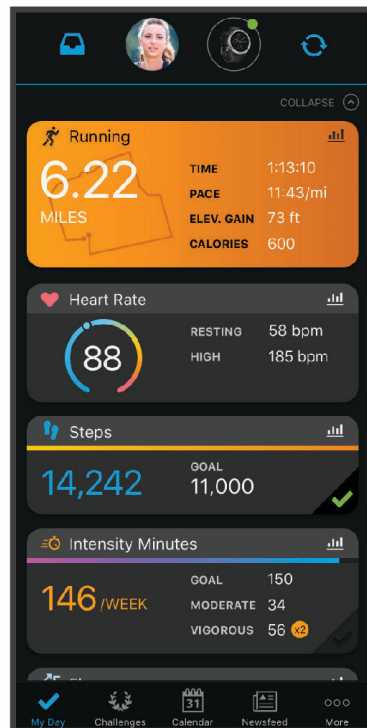 COLLAPSE
Running
6.22
MILES
TIME 1:13:10
PACE 11:43/mi
ELEV. GAIN 73 ft
CALORIES 600
Heart Rate
88
RESTING 58 bpm
HIGH 185 bpm
Steps
14,242
GOAL
11,000
Intensity Minutes
146 /WEEK
GOAL 150
MODERATE 34
VIGOROUS 56 x2
31
My Day Challenges Calendar Newsfeed More